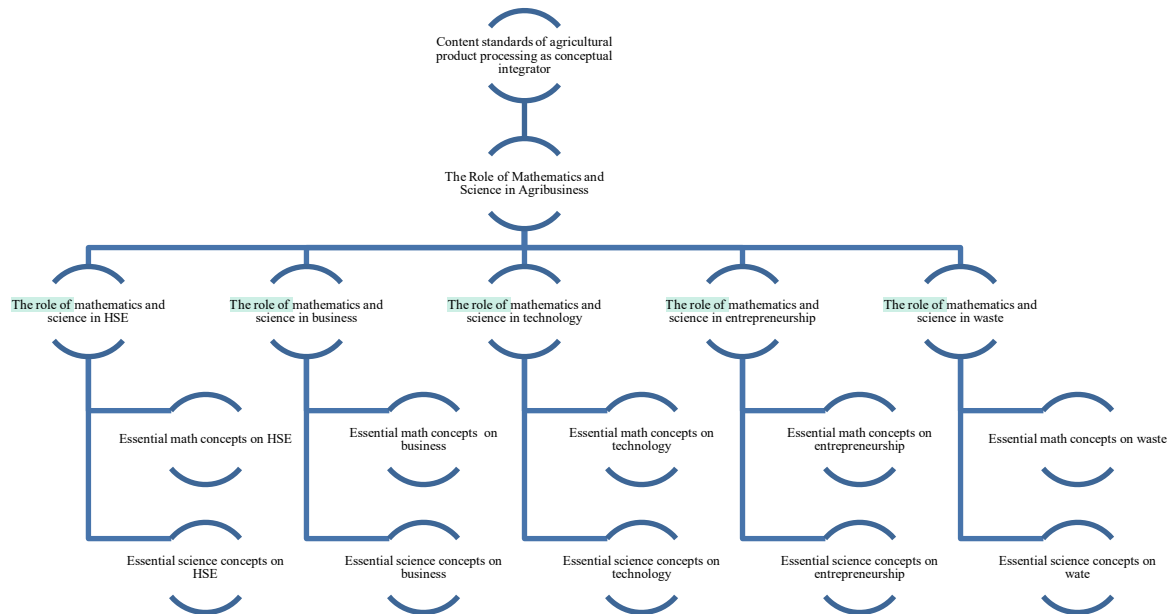 Content standards of agricultural
product processing as conceptual
integrator
The Role of Mathematics and
Science in Agribusiness
The role of mathematics and
science in HSE
The role of mathematics and
science in business
The role of mathematics and
science in technology
The role of mathematics and
science in entrepreneurship
The role of mathematics and
science in waste
Essential math concepts on HSE
Essential math concepts on
business
Essential math concepts on
technology
Essential math concepts on
entrepreneurship
Essential math concepts on waste
Essential science concepts on
HSE
Essential science concepts on
business
Essential science concepts on
technology
Essential science concepts on
entrepreneurship
Essential science concepts on
wate